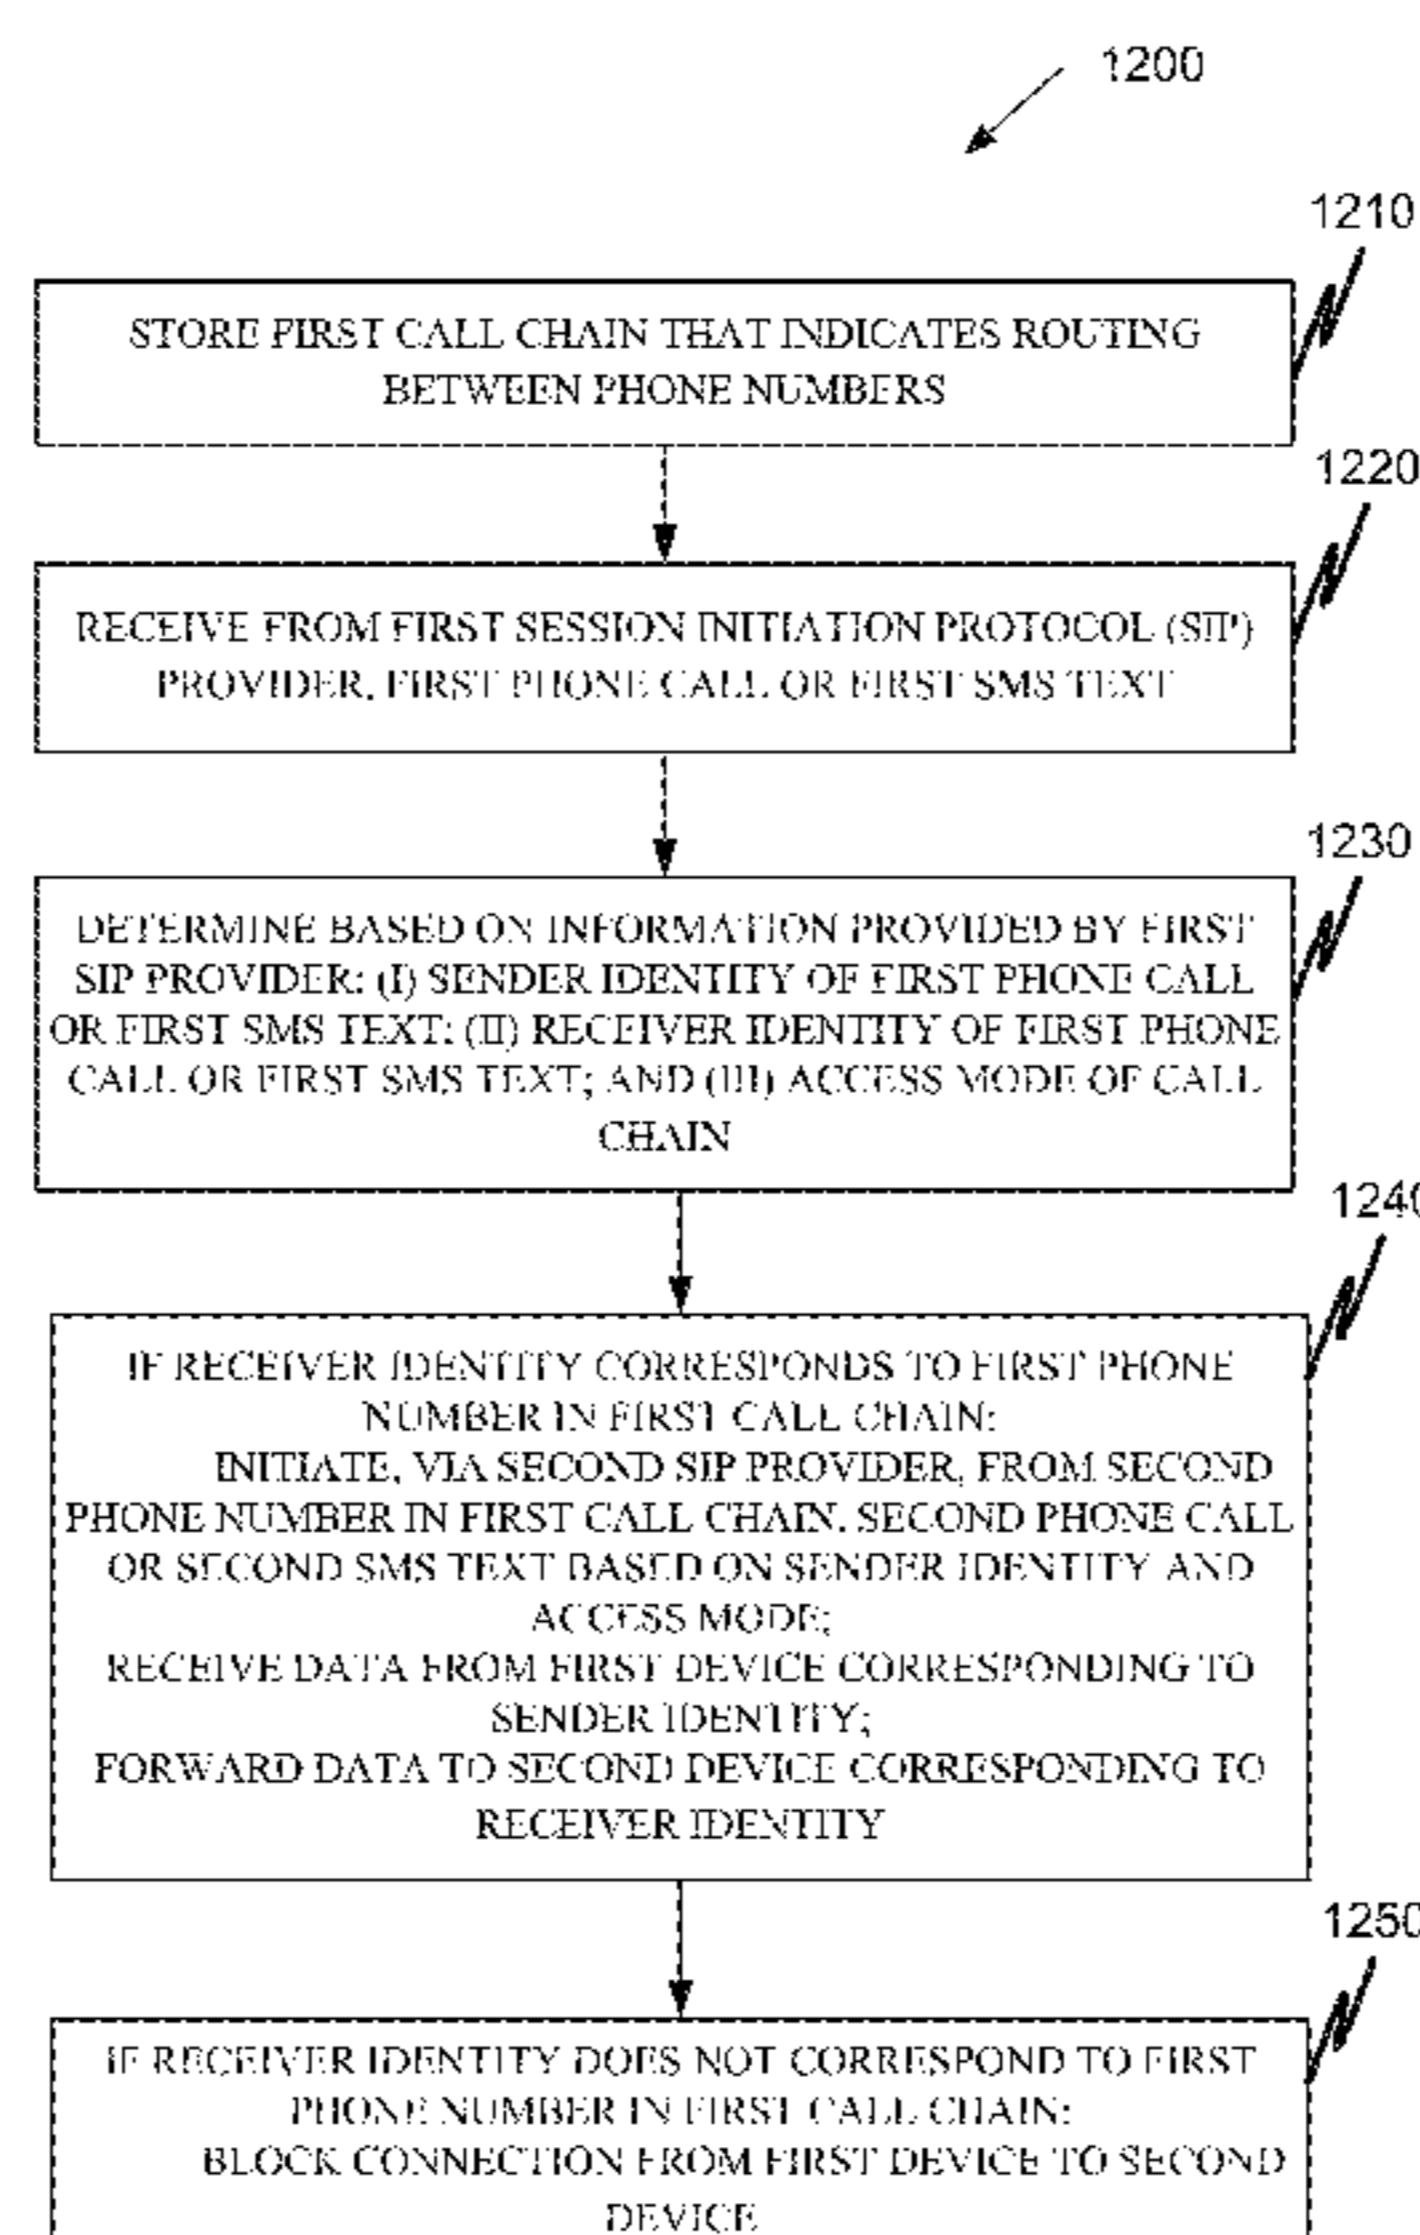 1200
1210
STORE FIRST CALL CHAIN THAT INDICATES ROUTING
BETWEEN PHONE NUMBERS
1220
RECEIVE FROM FIRST SESSION INITIATION PROTOCOL (SIP)
PROVIDER, FIRST PHONE CALL OR FIRST SMS TEXT
1230
DETERMINE BASED ON INFORMATION PROVIDED BY FIRST
SIP PROVIDER: (I) SENDER IDENTITY OF FIRST PHONE CALL
OR FIRST SMS TEXT; (II) RECEIVER IDENTITY OF FIRST PHONE
CALL OR FIRST SMS TEXT; AND (III) ACCESS MODE OF CALL
CHAIN
1240
IF RECEIVER IDENTITY CORRESPONDS TO FIRST PHONE
NUMBER IN FIRST CALL CHAIN:
INITIATE, VIA SECOND SIP PROVIDER, FROM SECOND
PHONE NUMBER IN FIRST CALL CHAIN, SECOND PHONE CALL
OR SECOND SMS TEXT BASED ON SENDER IDENTITY AND
ACCESS MODE;
RECEIVE DATA FROM FIRST DEVICE CORRESPONDING TO
SENDER IDENTITY;
FORWARD DATA TO SECOND DEVICE CORRESPONDING TO
RECEIVER IDENTITY
1250
IF RECEIVER IDENTITY DOES NOT CORRESPOND TO FIRST
PHONE NUMBER IN FIRST CALL CHAIN:
BLOCK CONNECTION FROM FIRST DEVICE TO SECOND
DEVICE